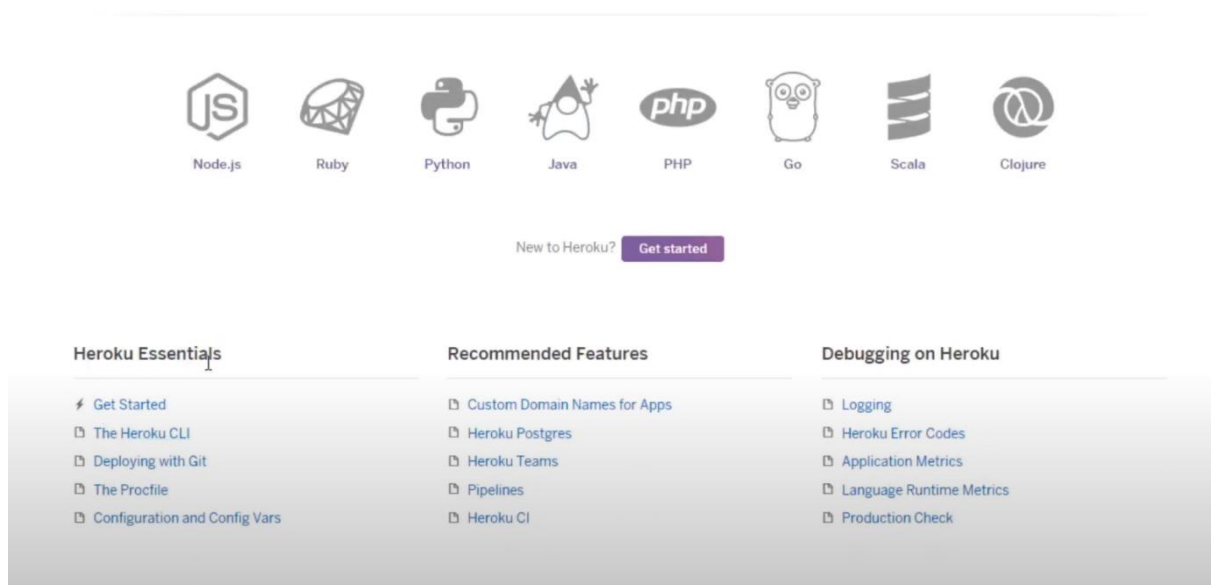 JS
php
Node.js Ruby Python Java PHP Go Scala Clojure
New to Heroku? Get started
Heroku Essentials
Get Started
The Heroku CLI
Deploying with Git
The Procfile
Configuration and Config Vars
Recommended Features
Custom Domain Names for Apps
Heroku Postgres
Heroku Teams
Pipelines
Heroku CI
Debugging on Heroku
Logging
Heroku Error Codes
Application Metrics
Language Runtime Metrics
Production Check